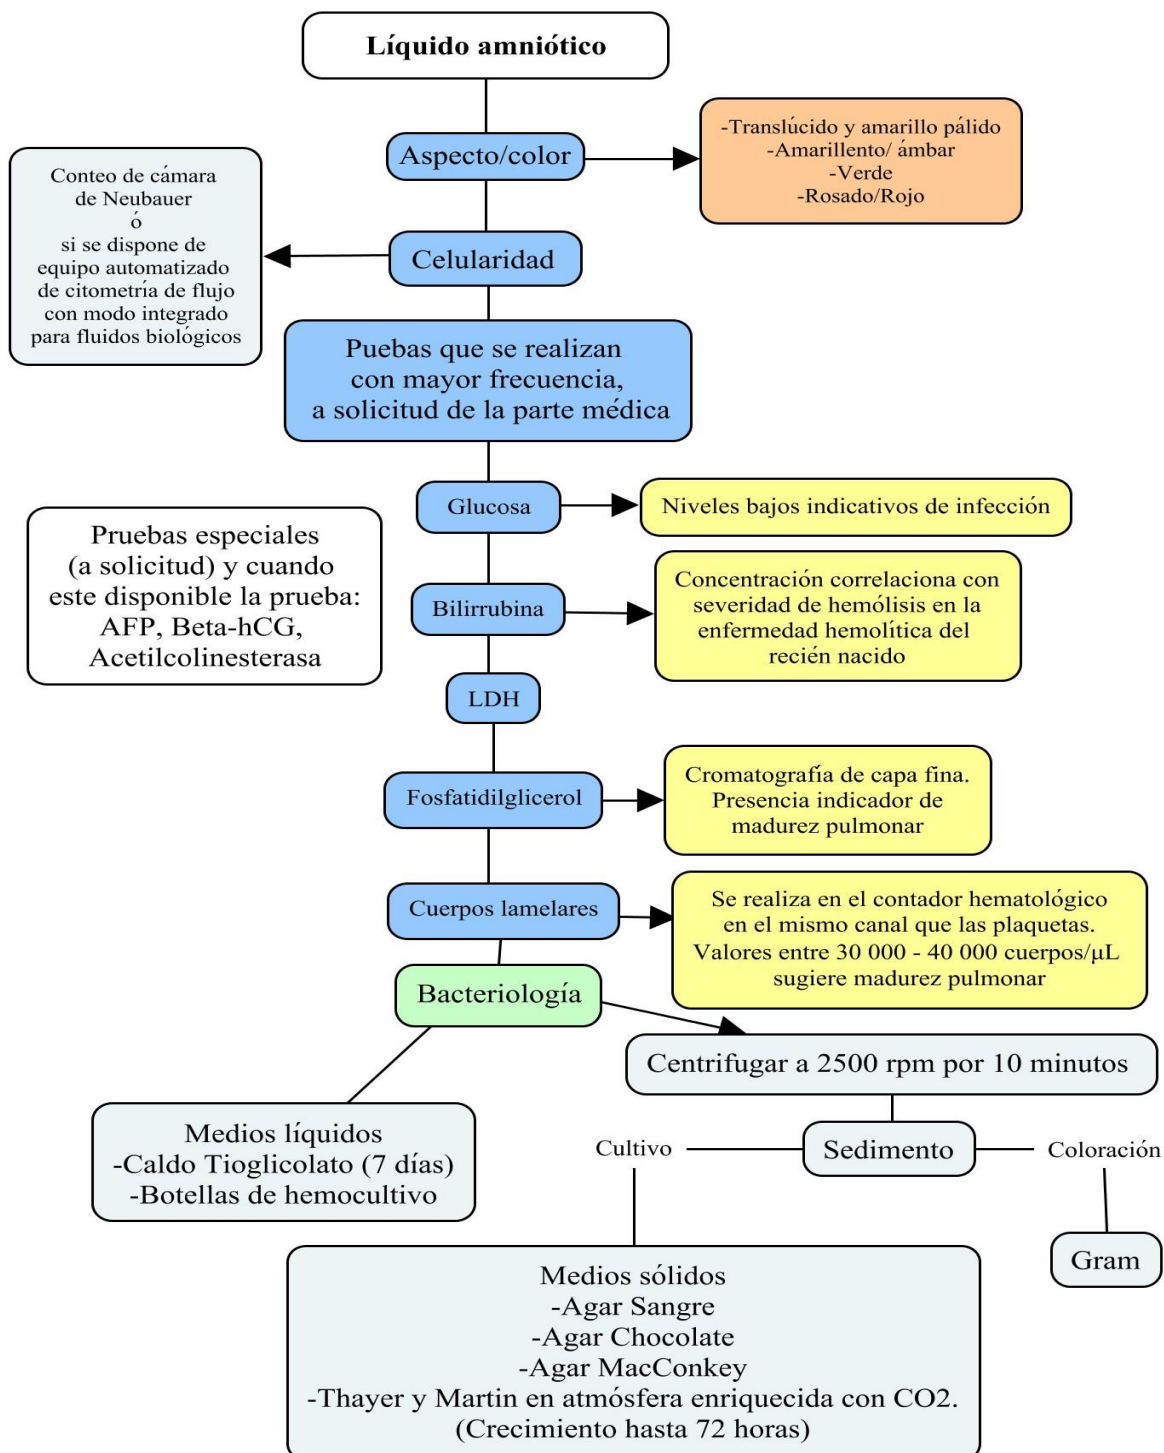 Líquido amniótico
Aspecto/color
-Translúcido y amarillo pálido
-Amarillento/ ámbar
-Verde
-Rosado/Rojo
Conteo de cámara
de Neubauer
ó
si se dispone de
equipo automatizado
de citometría de flujo
con modo integrado
para fluidos biológicos
Celularidad
Puebas que se realizan
con mayor frecuencia,
a solicitud de la parte médica
Glucosa
Niveles bajos indicativos de infección
Pruebas especiales
(a solicitud) y cuando
este disponible la prueba:
AFP, Beta-hCG,
Acetilcolinesterasa
Bilirrubina
Concentración correlaciona con
severidad de hemólisis en la
enfermedad hemolítica del
recién nacido
LDH
Fosfatidilglicerol
Cromatografía de capa fina.
Presencia indicador de
madurez pulmonar
Cuerpos lamelares
Se realiza en el contador hematológico
en el mismo canal que las plaquetas.
Valores entre 30 000 - 40 000 cuerpos/μL
sugiere madurez pulmonar
Bacteriología
Centrifugar a 2500 rpm por 10 minutos
Medios líquidos
-Caldo Tioglicolato (7 días)
-Botellas de hemocultivo
Cultivo
Sedimento
Coloración
Gram
Medios sólidos
-Agar Sangre
-Agar Chocolate
-Agar MacConkey
-Thayer y Martin en atmósfera enriquecida con CO2.
(Crecimiento hasta 72 horas)